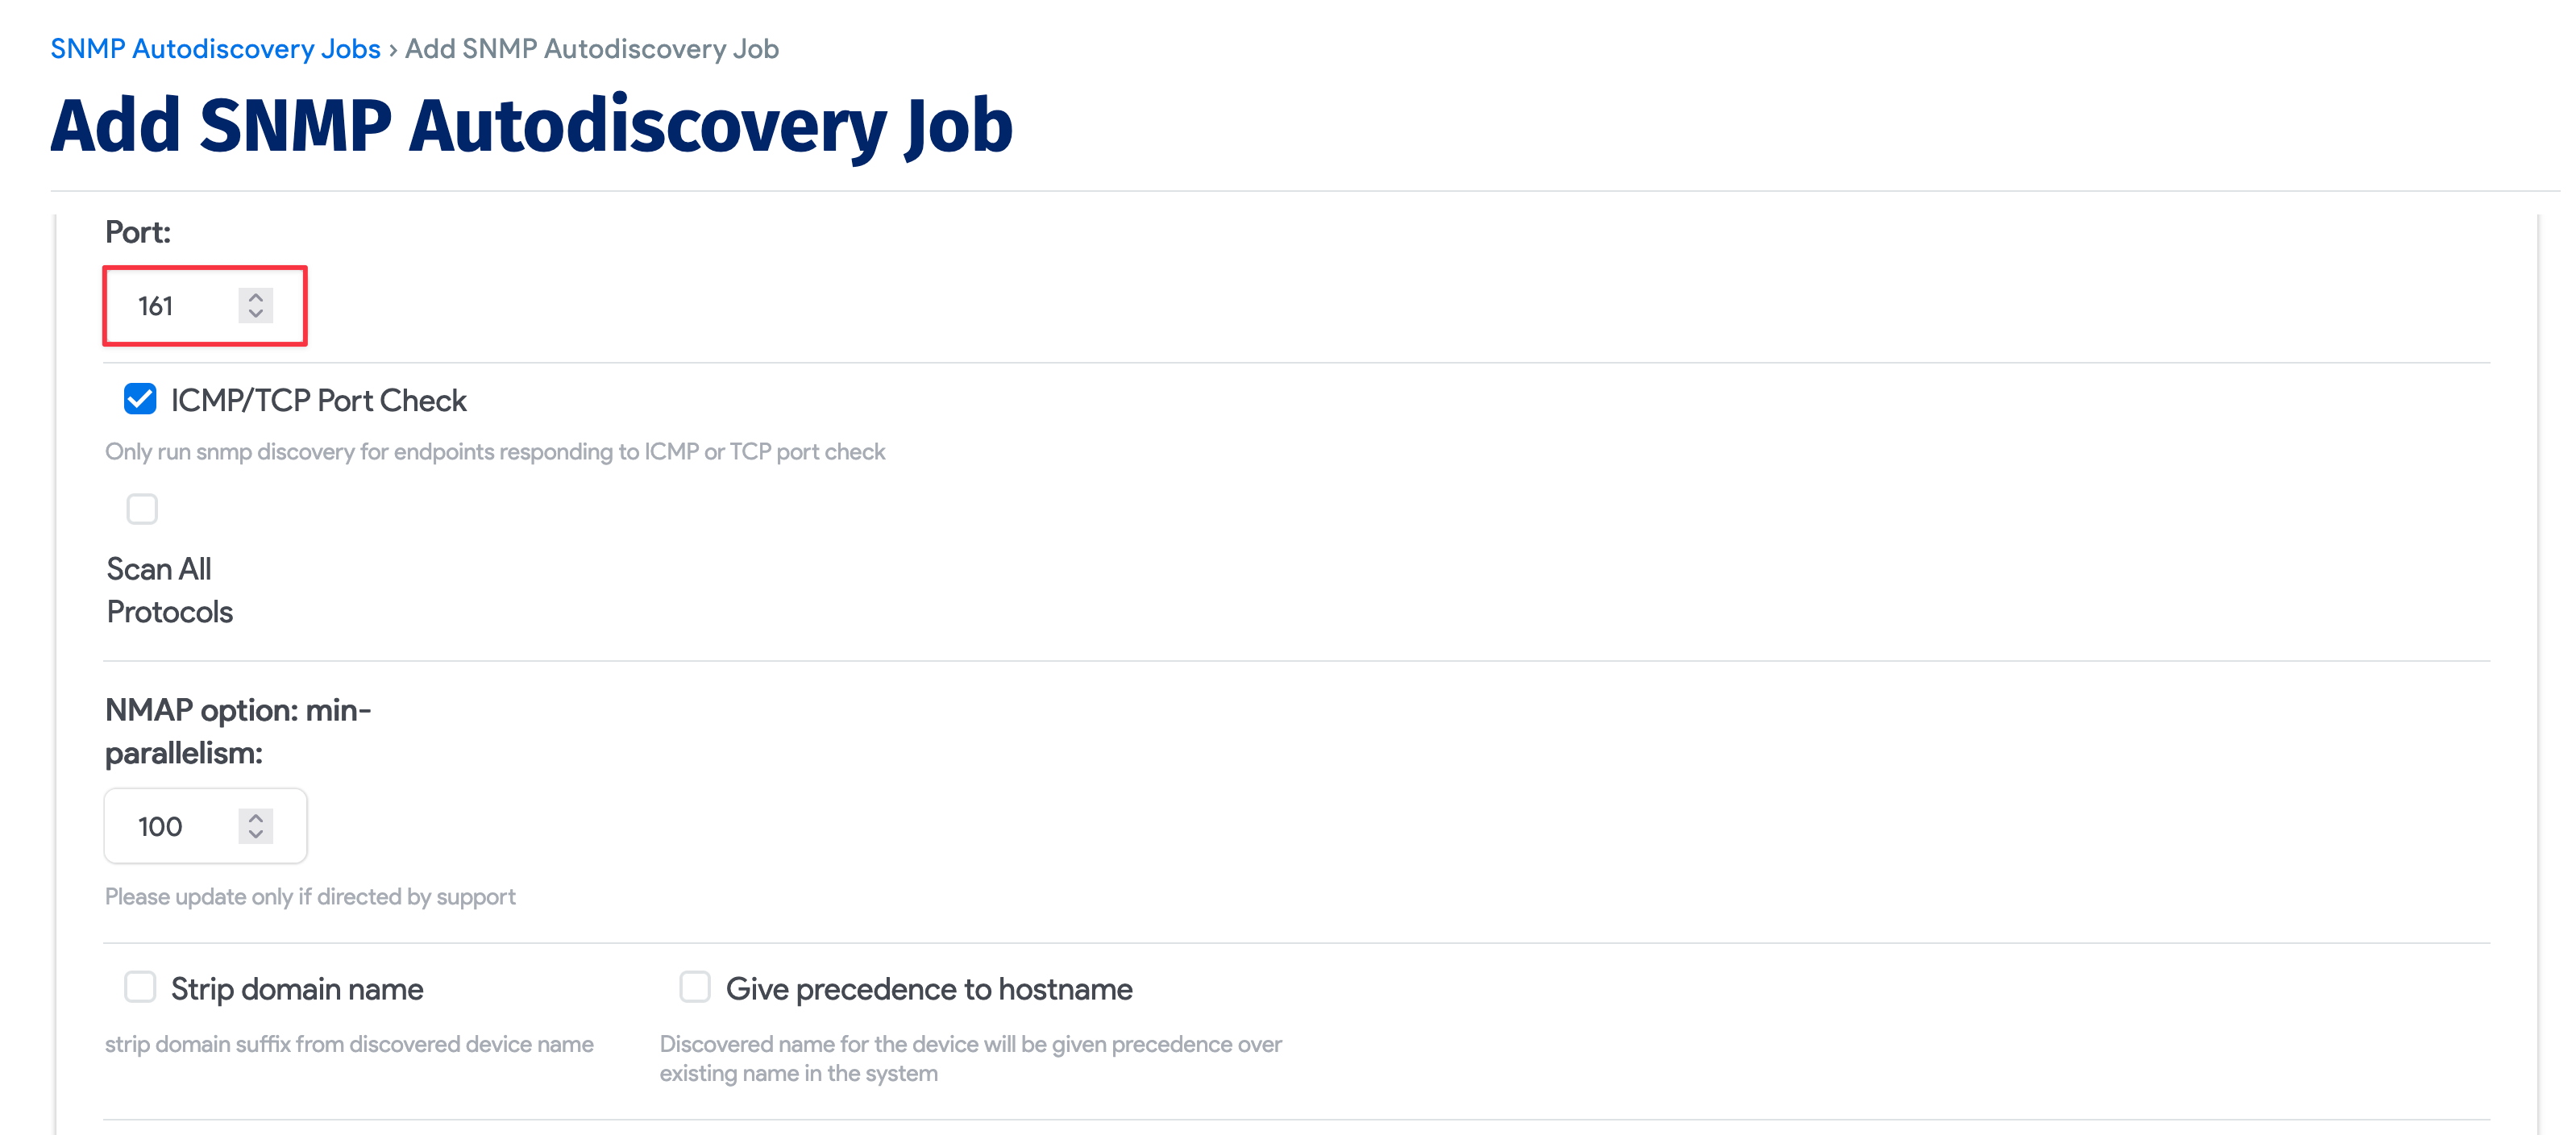 SNMP Autodiscovery Jobs › Add SNMP Autodiscovery Job
Add SNMP Autodiscovery Job
Port:
161
ICMP/TCP Port Check
Only run snmp discovery for endpoints responding to ICMP or TCP port check
Scan All
Protocols
NMAP option: min-
parallelism:
100
Please update only if directed by support
Strip domain name
strip domain suffix from discovered device name
Give precedence to hostname
Discovered name for the device will be given precedence over
existing name in the system